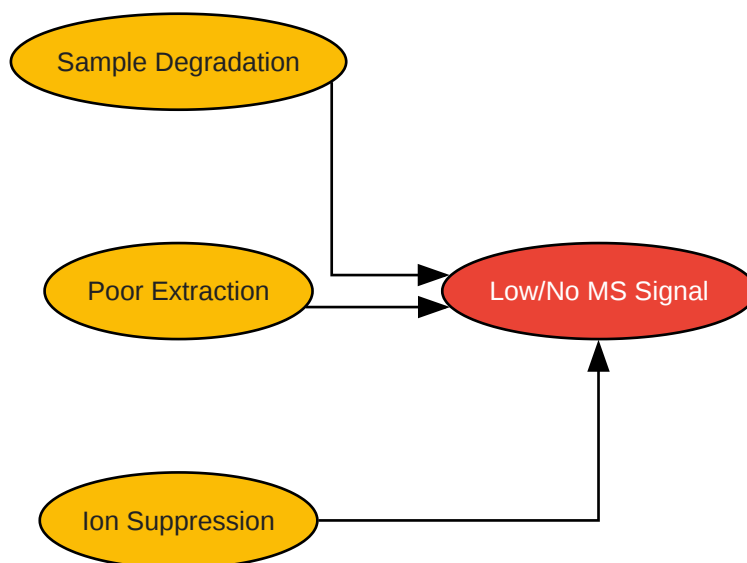 Sample Degradation
Poor Extraction
Low/No MS Signal
Ion Suppression